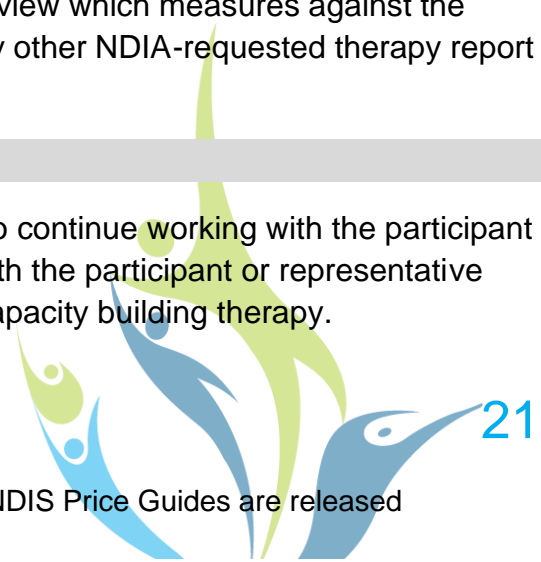 view which measures against the
y other NDIA-requested therapy report
o continue working with the participant
th the participant or representative
apacity building therapy.
21
NDIS Price Guides are released